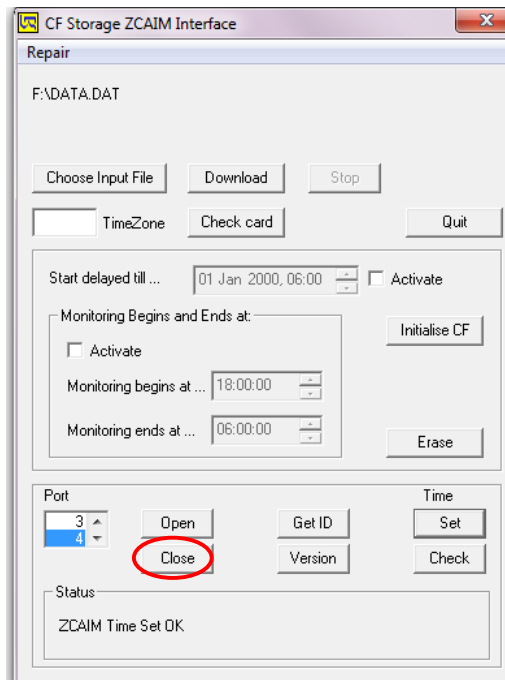 CF Storage ZCAIM Interface
Repair
F:\DATA.DAT
Choose Input File Download Stop
TimeZone Check card Quit
Start delayed till ... 01 Jan 2000, 06:00 Activate
Monitoring Begins and Ends at:
Initialise CF
Activate
Monitoring begins at ... 18:00:00
Monitoring ends at ... 06:00:00
Erase
Port Time
3 Open Get ID Set
4 Close Version Check
Status
ZCAIM Time Set OK